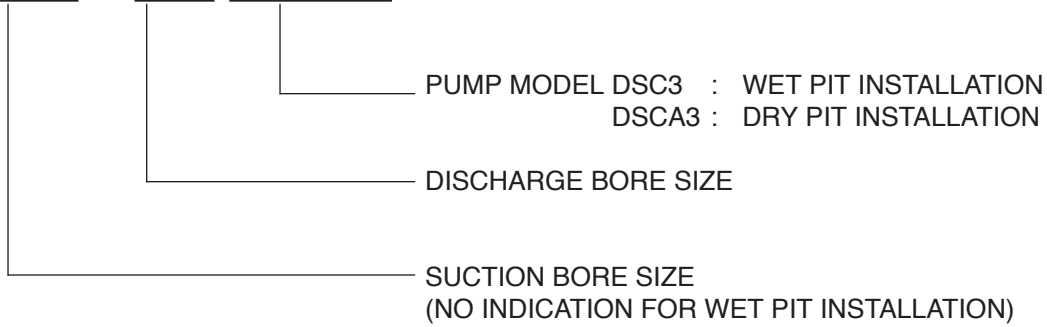 PUMP MODEL DSC3 : WET PIT INSTALLATION
DSCA3 : DRY PIT INSTALLATION
DISCHARGE BORE SIZE
SUCTION BORE SIZE
(NO INDICATION FOR WET PIT INSTALLATION)